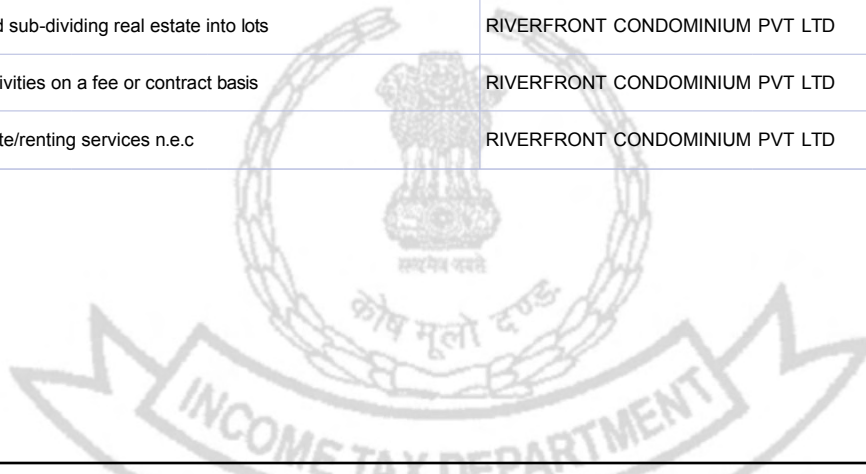 d sub-dividing real estate into lots RIVERFRONT CONDOMINIUM PVT LTD
ivities on a fee or contract basis RIVERFRONT CONDOMINIUM PVT LTD
te/renting services n.e.c RIVERFRONT CONDOMINIUM PVT LTD
सत्यमेव जयते
कोष मूलो दण्डः
INCOME TAX DEPARTMENT